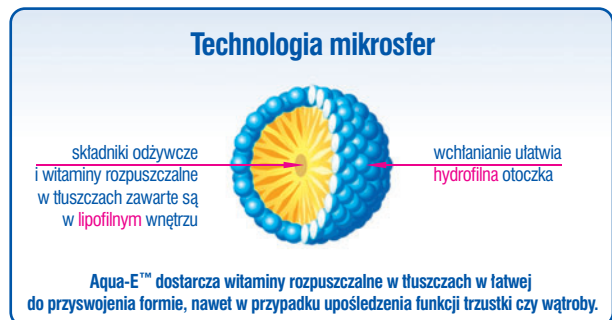 Technologia mikrosfer
składniki odżywcze
i witaminy rozpuszczalne
w tłuszczach zawarte są
w lipofilnym wnętrzu
wchłanianie ułatwia
hydrofilna otoczka
Aqua-E™ dostarcza witaminy rozpuszczalne w tłuszczach w łatwej
do przyswojenia formie, nawet w przypadku upośledzenia funkcji trzustki czy wątroby.